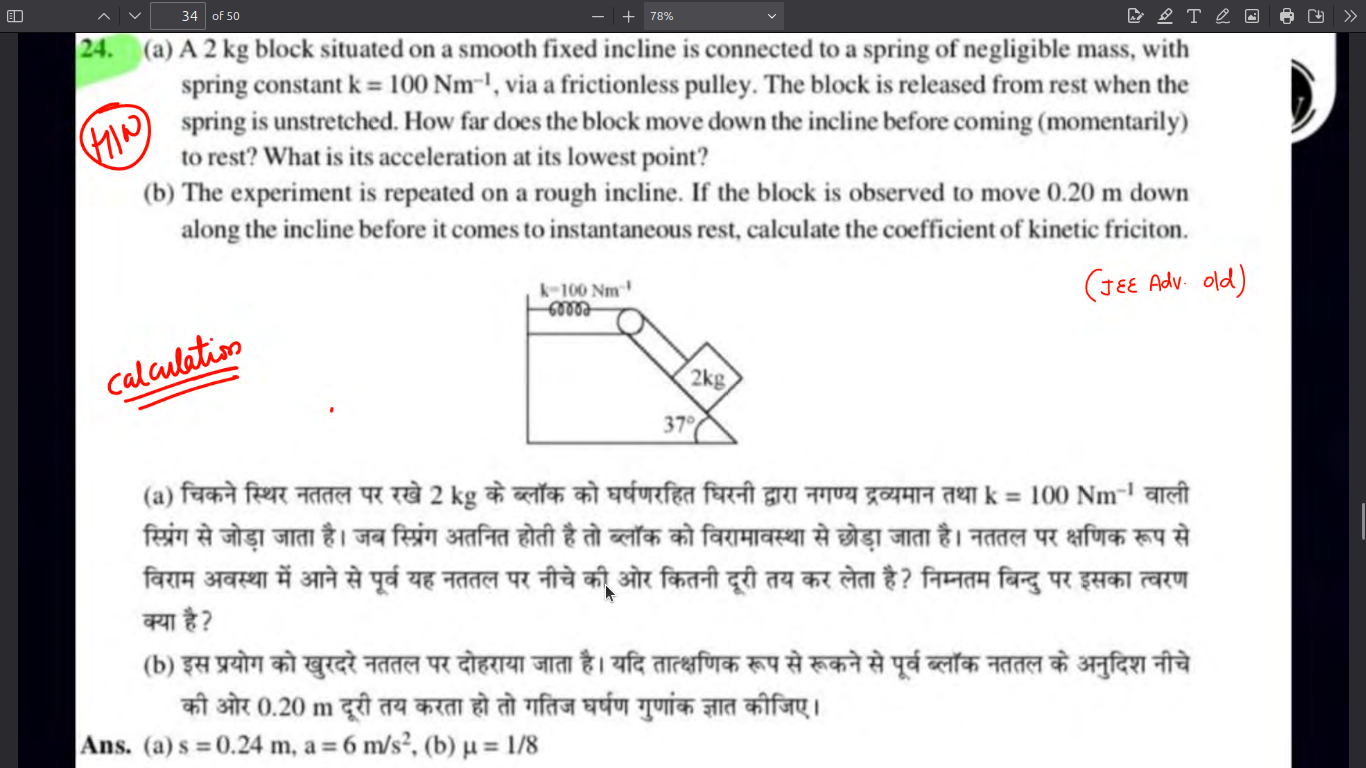 34 of 50
78%
24. (a) A 2 kg block situated on a smooth fixed incline is connected to a spring of negligible mass, with
spring constant k = 100 Nm⁻¹, via a frictionless pulley. The block is released from rest when the
spring is unstretched. How far does the block move down the incline before coming (momentarily)
to rest? What is its acceleration at its lowest point?
H/W
(b) The experiment is repeated on a rough incline. If the block is observed to move 0.20 m down
along the incline before it comes to instantaneous rest, calculate the coefficient of kinetic friciton.
(JEE Adv. old)
k=100 Nm⁻¹
calculation
2kg
37°
(a) चिकने स्थिर नततल पर रखे 2 kg के ब्लॉक को घर्षणरहित घिरनी द्वारा नगण्य द्रव्यमान तथा k = 100 Nm⁻¹ वाली
स्प्रिंग से जोड़ा जाता है। जब स्प्रिंग अतनित होती है तो ब्लॉक को विरामावस्था से छोड़ा जाता है। नततल पर क्षणिक रूप से
विराम अवस्था में आने से पूर्व यह नततल पर नीचे की ओर कितनी दूरी तय कर लेता है? निम्नतम बिन्दु पर इसका त्वरण
क्या है?
(b) इस प्रयोग को खुरदरे नततल पर दोहराया जाता है। यदि तात्क्षणिक रूप से रूकने से पूर्व ब्लॉक नततल के अनुदिश नीचे
की ओर 0.20 m दूरी तय करता हो तो गतिज घर्षण गुणांक ज्ञात कीजिए।
Ans. (a) s = 0.24 m, a = 6 m/s², (b) μ = 1/8